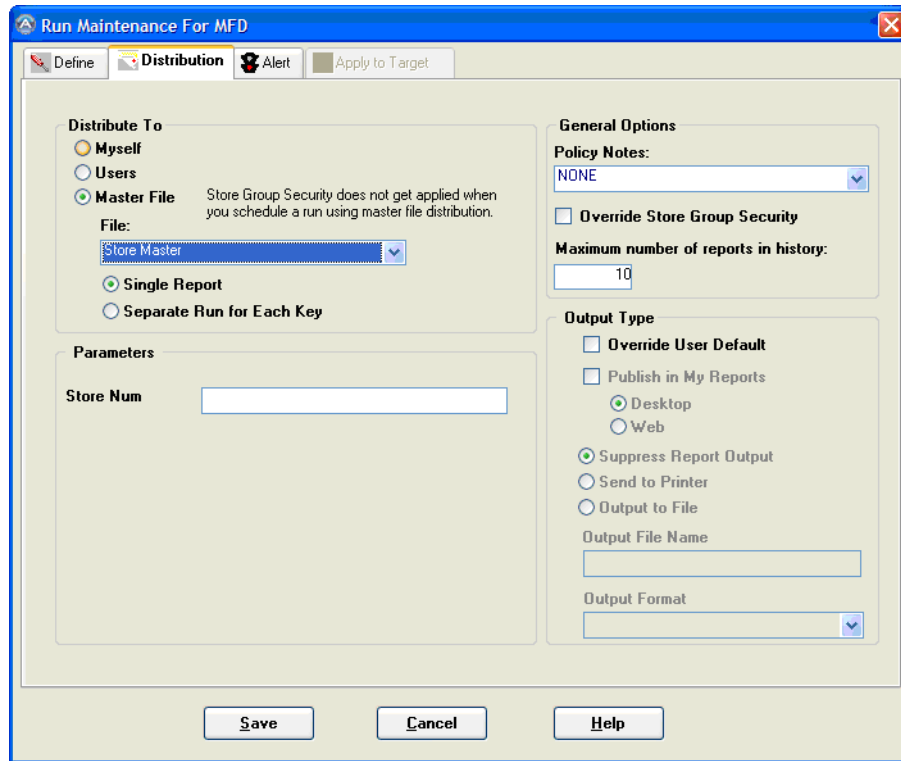 Run Maintenance For MFD
Define
Distribution
Alert
Apply to Target
Distribute To
Myself
Users
Master File
Store Group Security does not get applied when
you schedule a run using master file distribution.
File:
Store Master
Single Report
Separate Run for Each Key
Parameters
Store Num
General Options
Policy Notes:
NONE
Override Store Group Security
Maximum number of reports in history:
10
Output Type
Override User Default
Publish in My Reports
Desktop
Web
Suppress Report Output
Send to Printer
Output to File
Output File Name
Output Format
Save
Cancel
Help